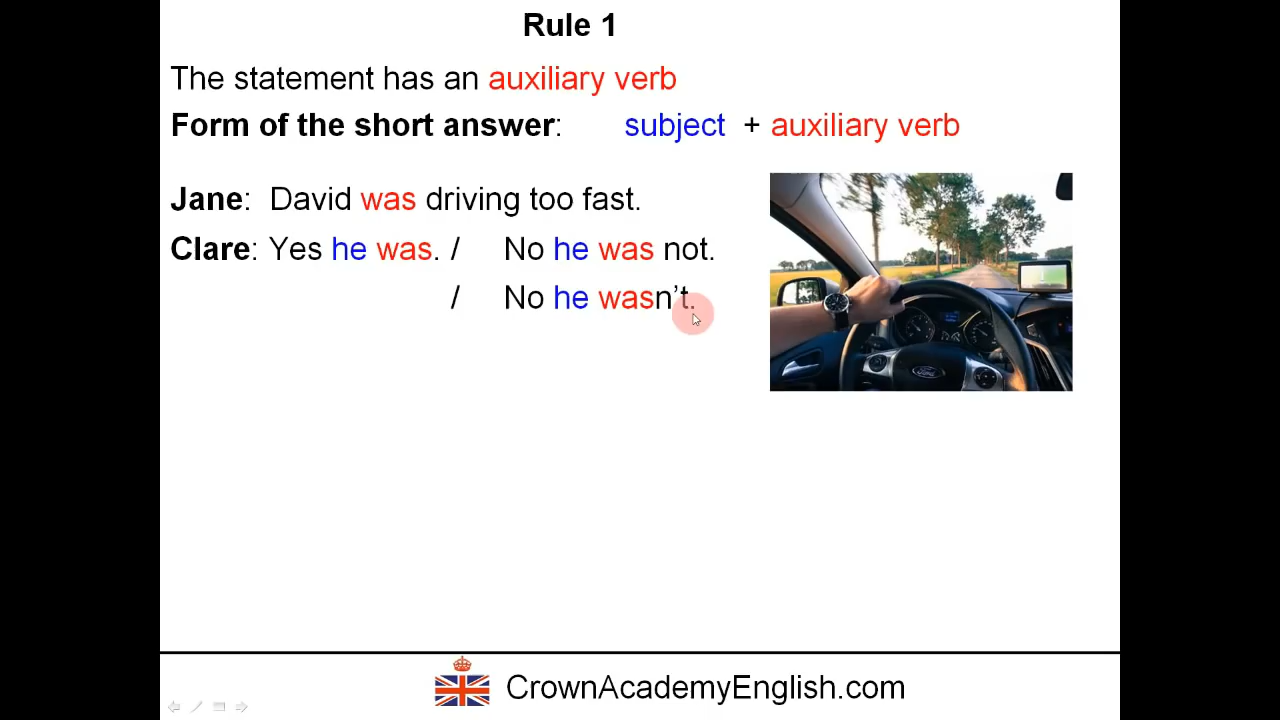 Rule 1
The statement has an auxiliary verb
Form of the short answer: subject + auxiliary verb
Jane: David was driving too fast.
Clare: Yes he was. / No he was not.
/ No he wasn’t.
Ford
CrownAcademyEnglish.com